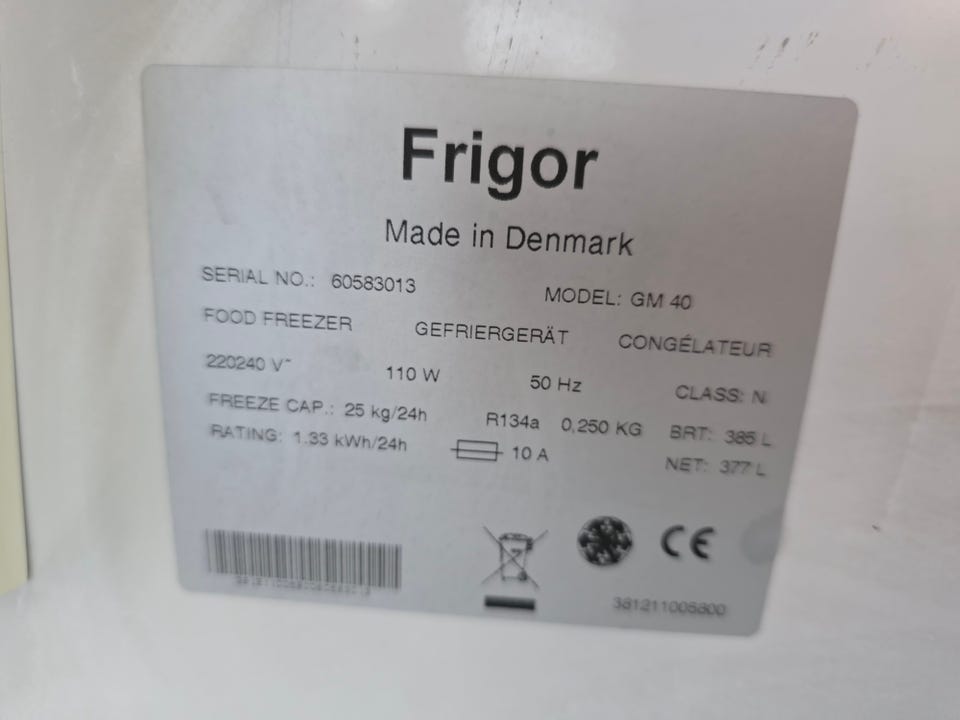 Frigor
Made in Denmark
SERIAL NO.: 60583013 MODEL: GM 40
FOOD FREEZER GEFRIERGERÄT CONGÉLATEUR
220240 V~ 110 W 50 Hz CLASS: N
FREEZE CAP.: 25 kg/24h R134a 0,250 KG BRT: 385 L
RATING: 1.33 kWh/24h 10 A NET: 377 L
CE